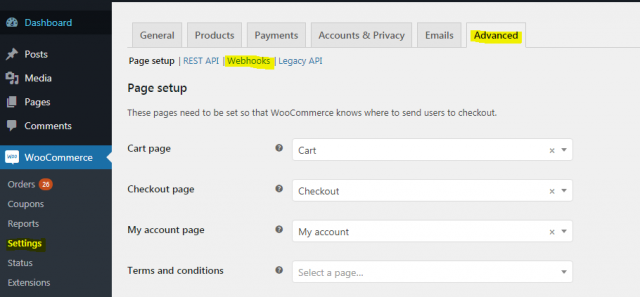 Dashboard
Posts
Media
Pages
Comments
woo WooCommerce
Orders 26
Coupons
Reports
Settings
Status
Extensions
General Products Payments Accounts & Privacy Emails Advanced
Page setup | REST API | Webhooks | Legacy API
Page setup
These pages need to be set so that WooCommerce knows where to send users to checkout.
Cart page ? Cart × 
Checkout page ? Checkout ×
My account page ? My account ×
Terms and conditions ? Select a page...